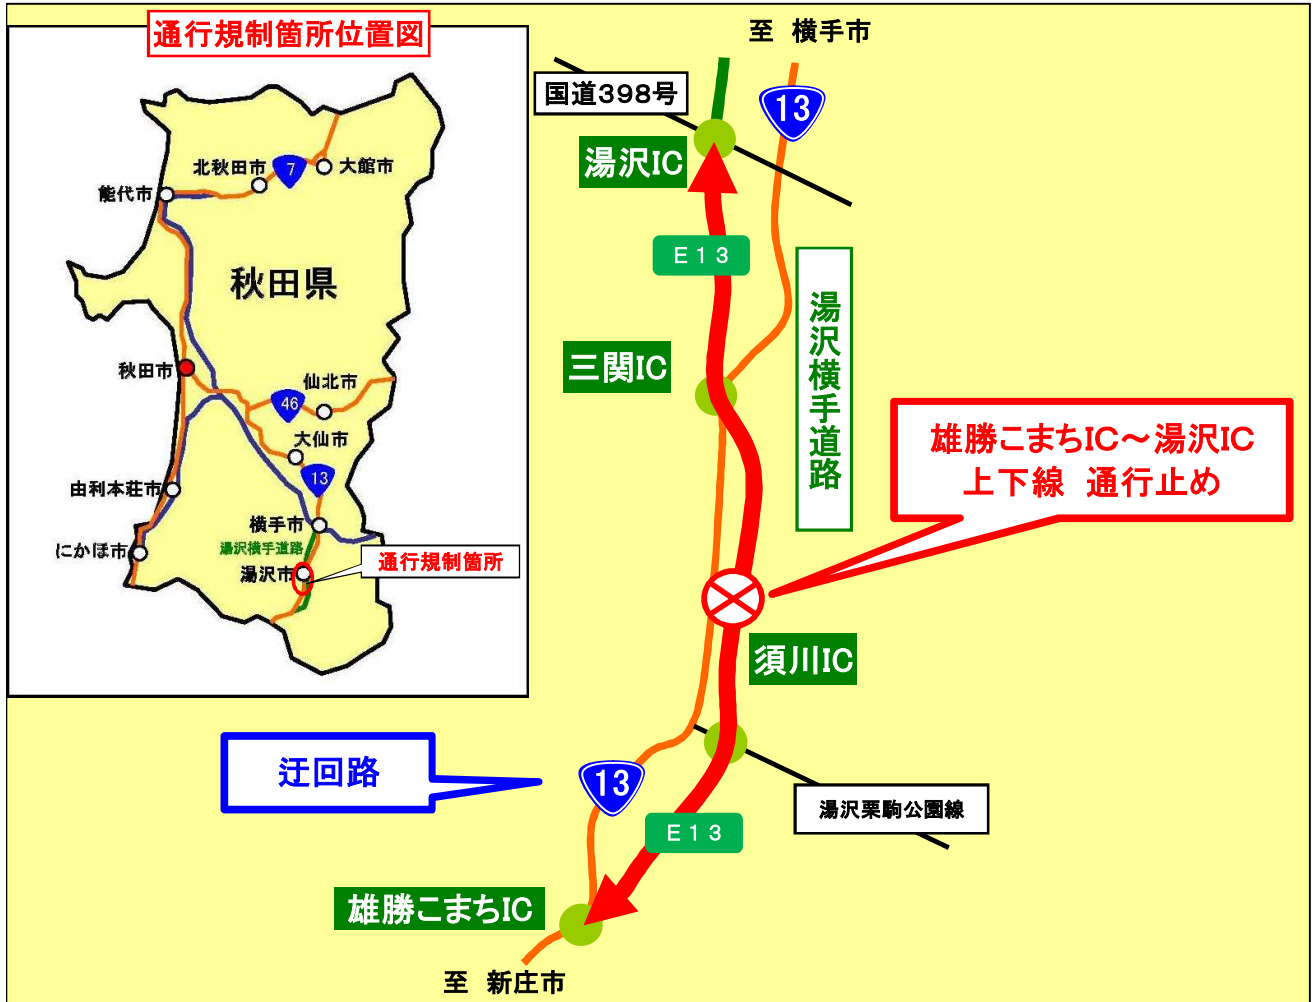 通行規制箇所位置図
北秋田市
7
大館市
能代市
秋田県
秋田市
仙北市
46
大仙市
13
由利本荘市
横手市
湯沢横手道路
にかほ市
湯沢市
通行規制箇所
至 横手市
国道398号
13
湯沢IC
E13
湯沢横手道路
三関IC
雄勝こまちIC～湯沢IC
上下線 通行止め
須川IC
迂回路
13
湯沢栗駒公園線
E13
雄勝こまちIC
至 新庄市